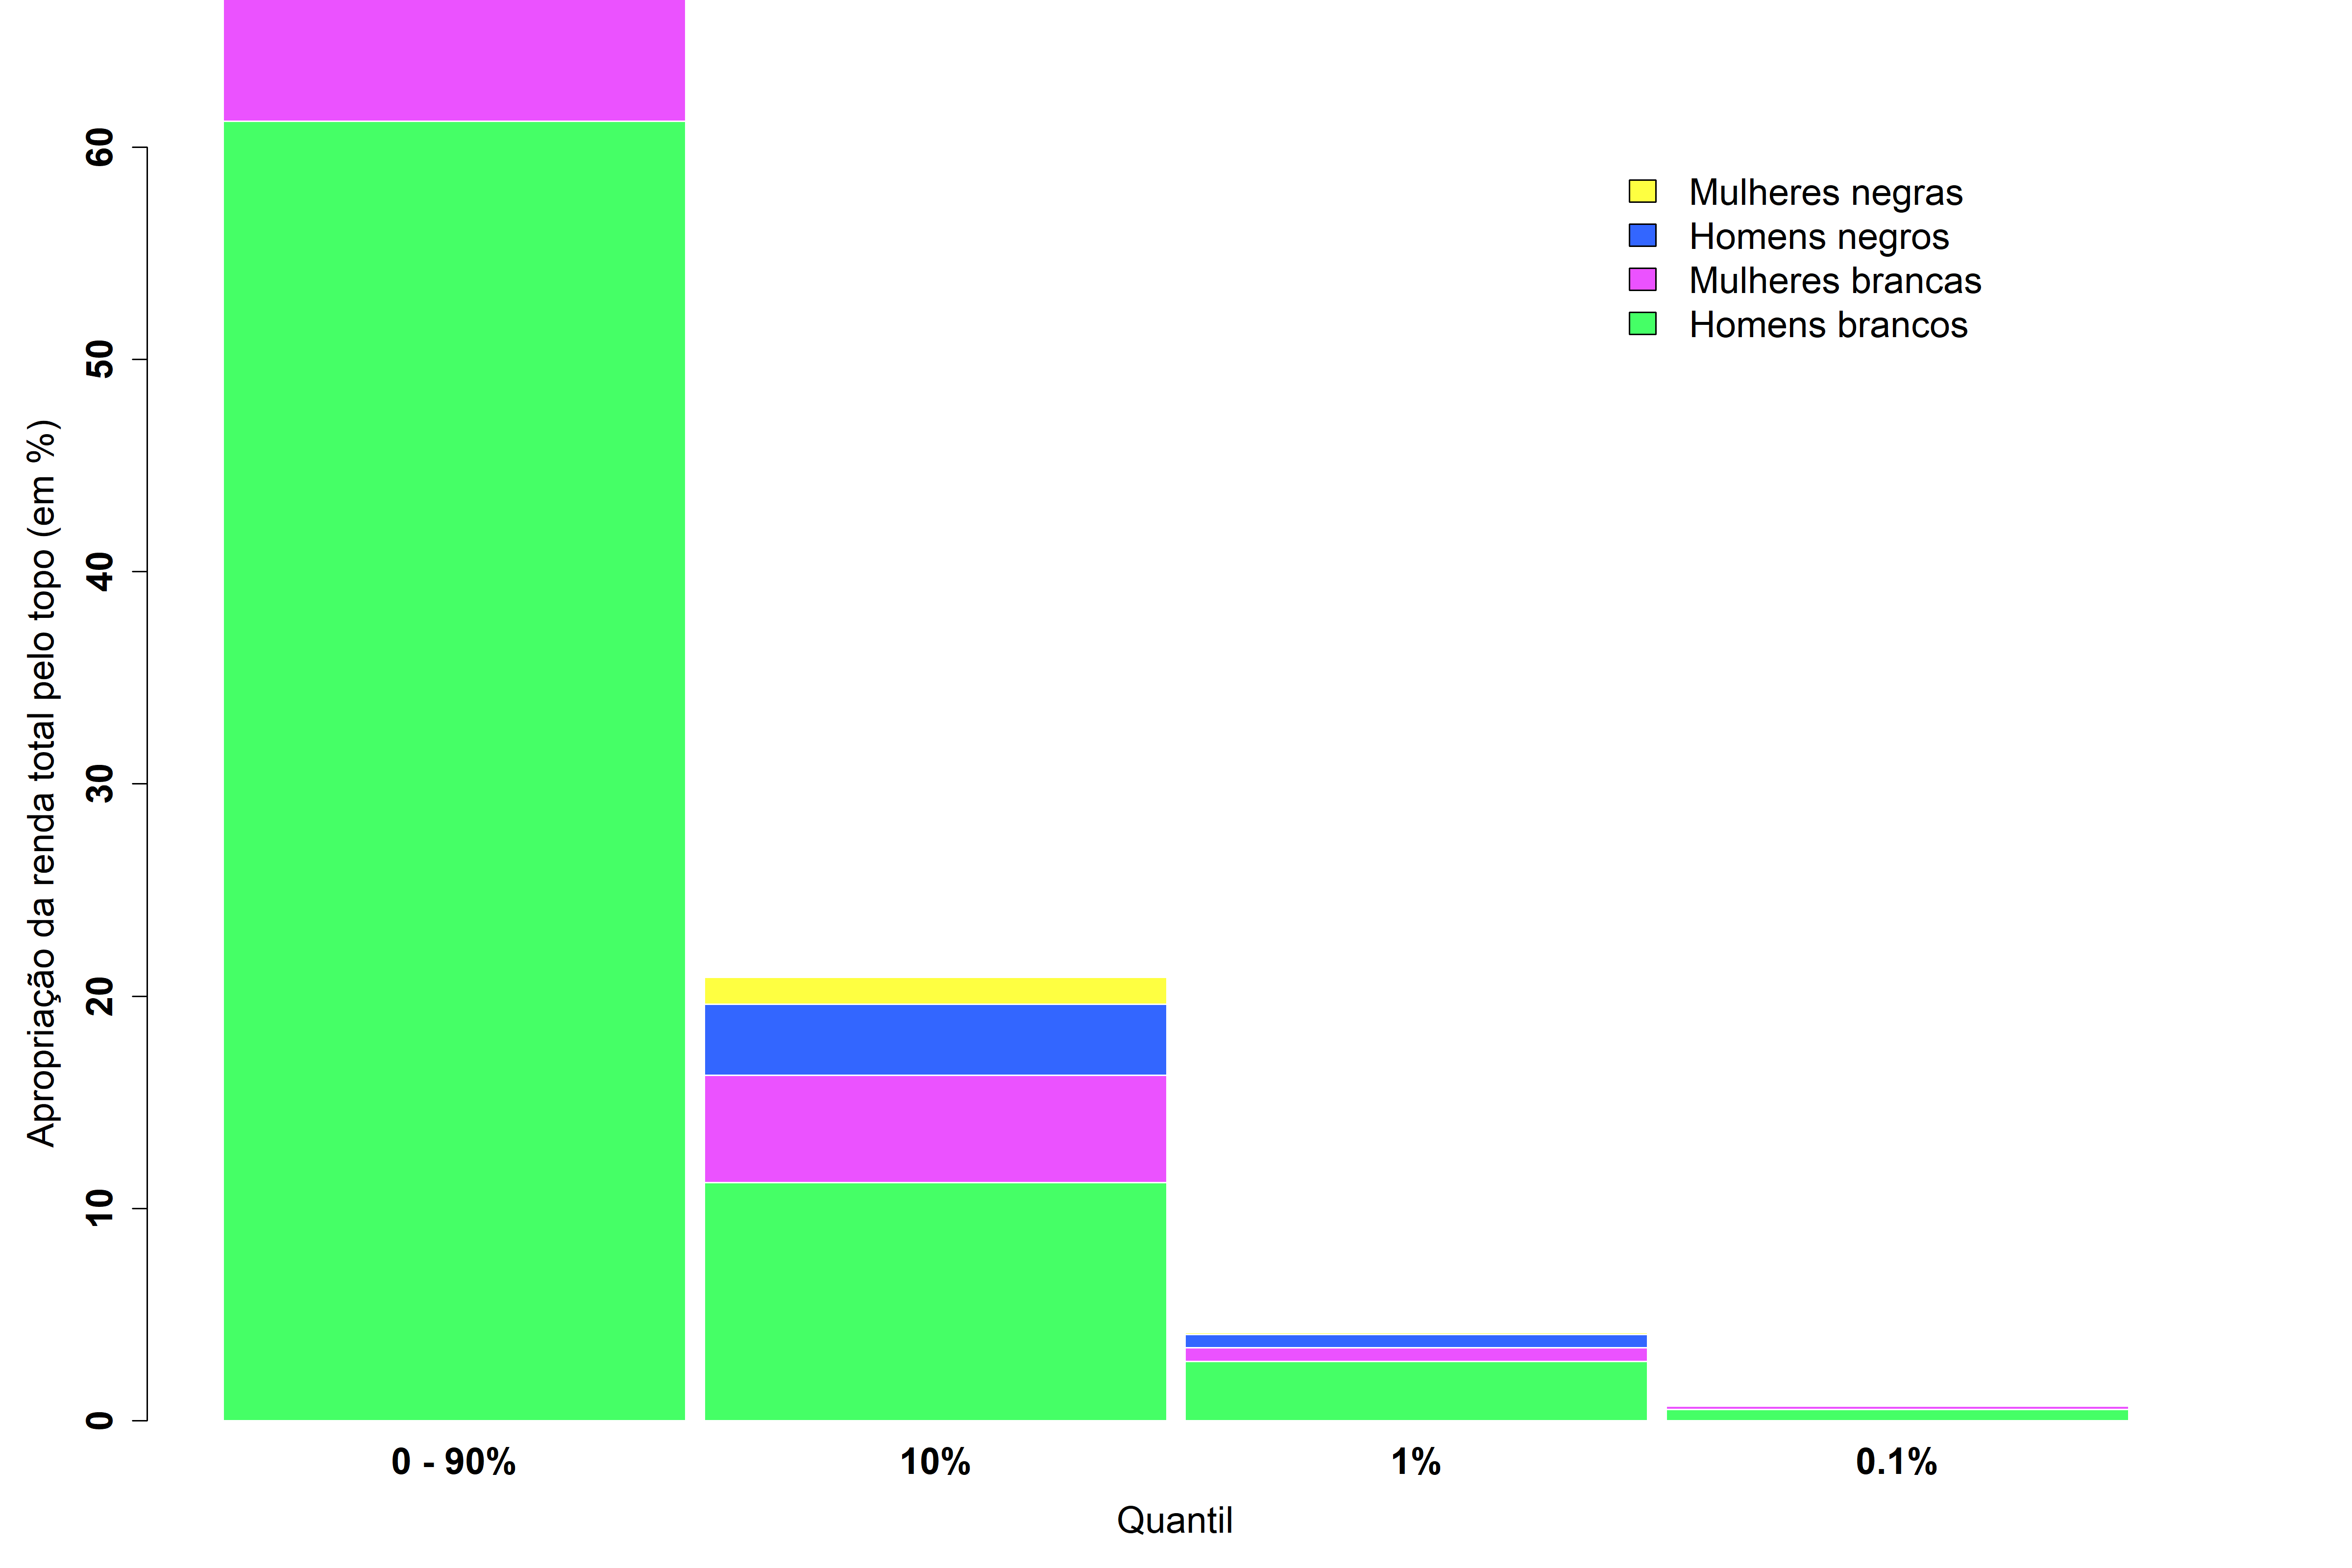 60
50
40
30
20
10
0
Apropriação da renda total pelo topo (em %)
Mulheres negras
Homens negros
Mulheres brancas
Homens brancos
0 - 90%
10%
1%
0.1%
Quantil